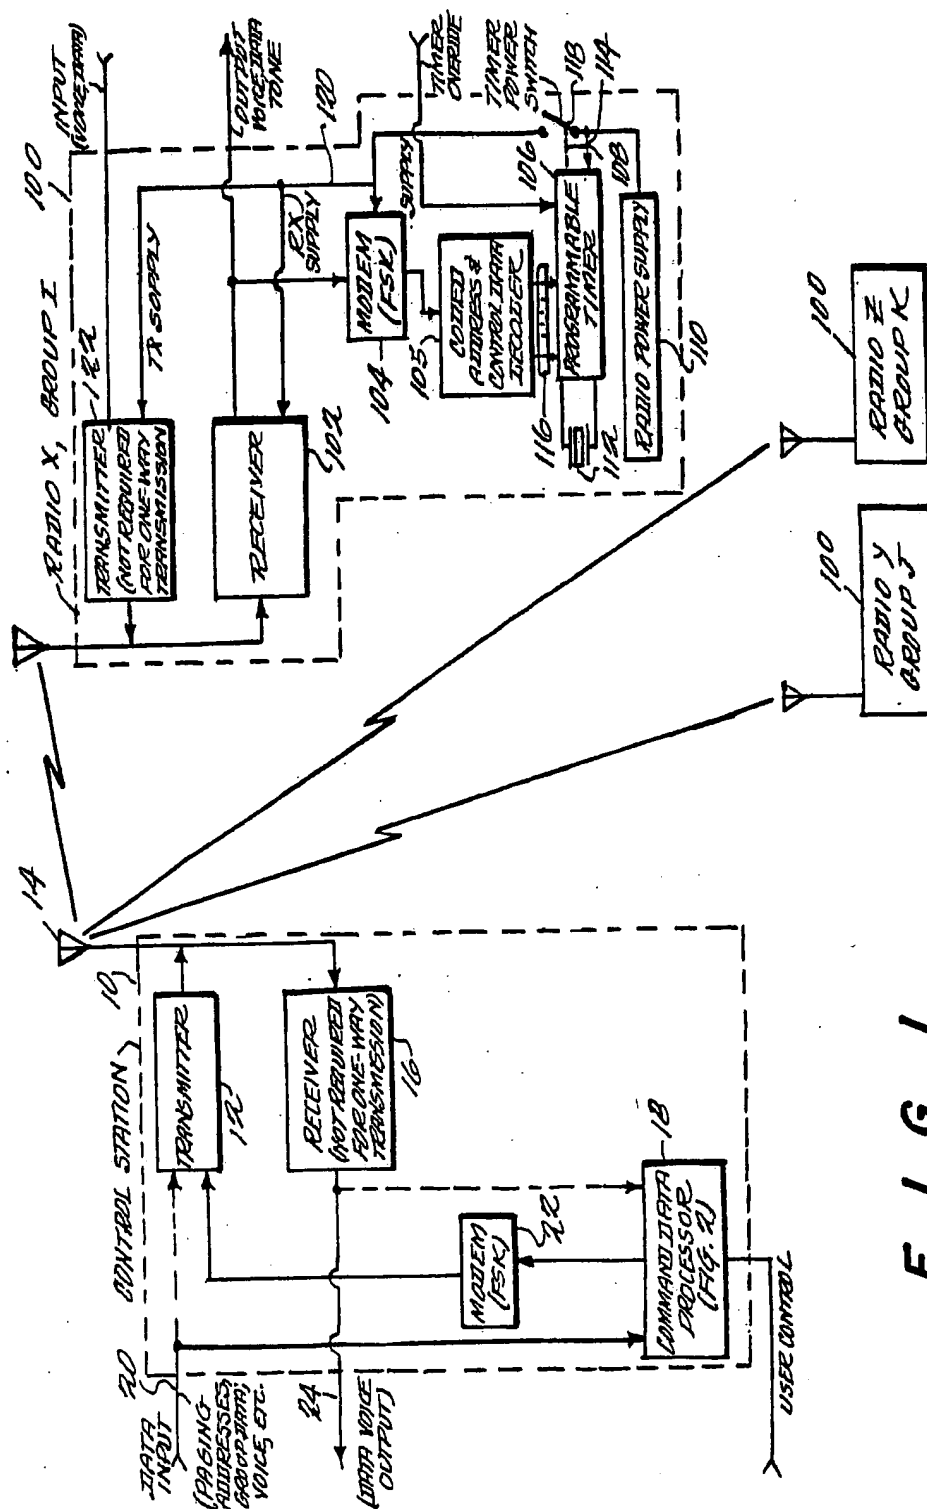 DATA
INPUT
20
(PAGING
ADDRESSES,
GROUP DATA,
VOICE, ETC.
24
(DATA VOICE
OUTPUT)
CONTROL STATION
10
14
TRANSMITTER
12
RECEIVER
(NOT REQUIRED
FOR ONE-WAY
TRANSMISSION)
16
MODEM
(FSK)
22
COMMAND DATA
PROCESSOR
(FIG. 2)
18
USER CONTROL
RADIO X, GROUP I
100
TRANSMITTER
(NOT REQUIRED
FOR ONE-WAY
TRANSMISSION
122
INPUT
(VOICE, DATA)
TX SUPPLY
OUTPUT
VOICE, DATA
TONE
RECEIVER
102
RX
SUPPLY
120
MODEM
(FSK)
104
SUPPLY
TIMER
OVERIDE
105
CODED
ADDRESS &
CONTROL DATA
DECODER
TIMER
POWER
SWITCH
116
106
118
PROGRAMMABLE
TIMER
114
112
108
RADIO POWER SUPPLY
110
RADIO Y
GROUP J
100
RADIO Z
GROUP K
100
FIG. 1